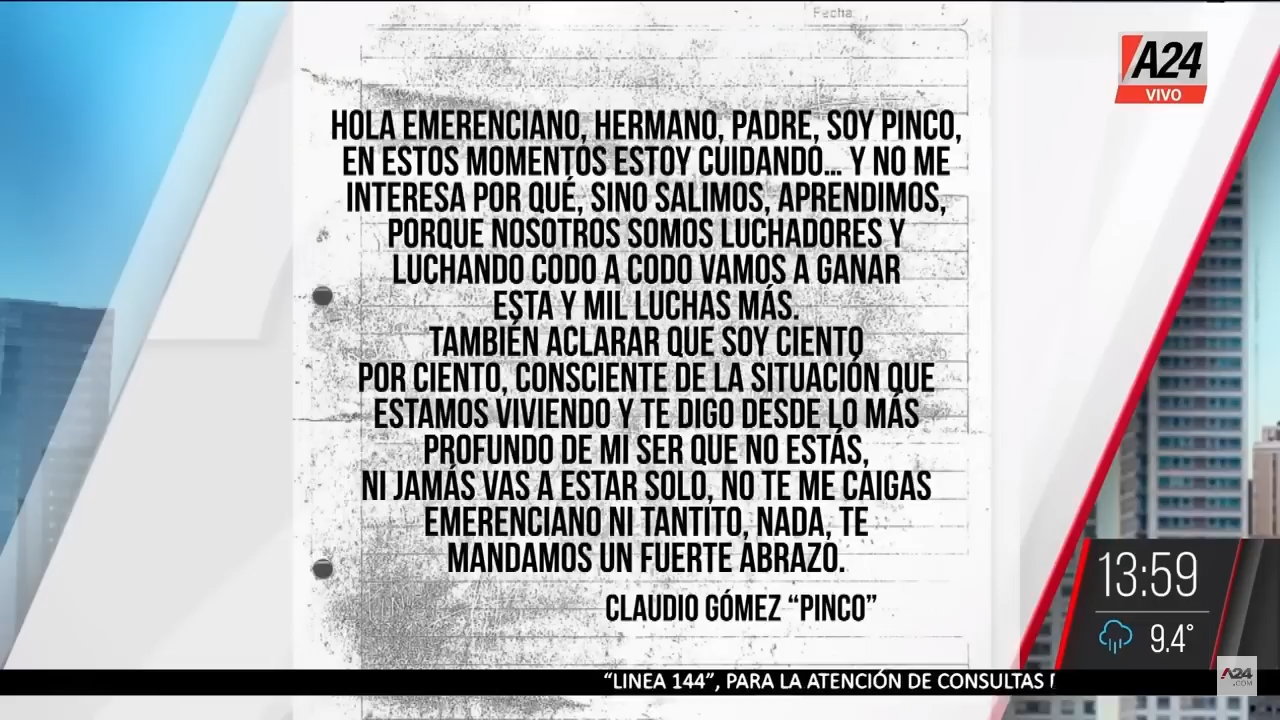 Fecha :
A24
VIVO
HOLA EMERENCIANO, HERMANO, PADRE, SOY PINCO,
EN ESTOS MOMENTOS ESTOY CUIDANDO... Y NO ME
INTERESA POR QUÉ, SINO SALIMOS, APRENDIMOS,
PORQUE NOSOTROS SOMOS LUCHADORES Y
LUCHANDO CODO A CODO VAMOS A GANAR
ESTA Y MIL LUCHAS MÁS.
TAMBIÉN ACLARAR QUE SOY CIENTO
POR CIENTO, CONSCIENTE DE LA SITUACIÓN QUE
ESTAMOS VIVIENDO Y TE DIGO DESDE LO MÁS
PROFUNDO DE MI SER QUE NO ESTÁS,
NI JAMÁS VAS A ESTAR SOLO, NO TE ME CAIGAS
EMERENCIANO NI TANTITO, NADA, TE
MANDAMOS UN FUERTE ABRAZO.
CLAUDIO GÓMEZ “PINCO”
13:59
9.4°
“LINEA 144”, PARA LA ATENCIÓN DE CONSULTAS
A24
.COM